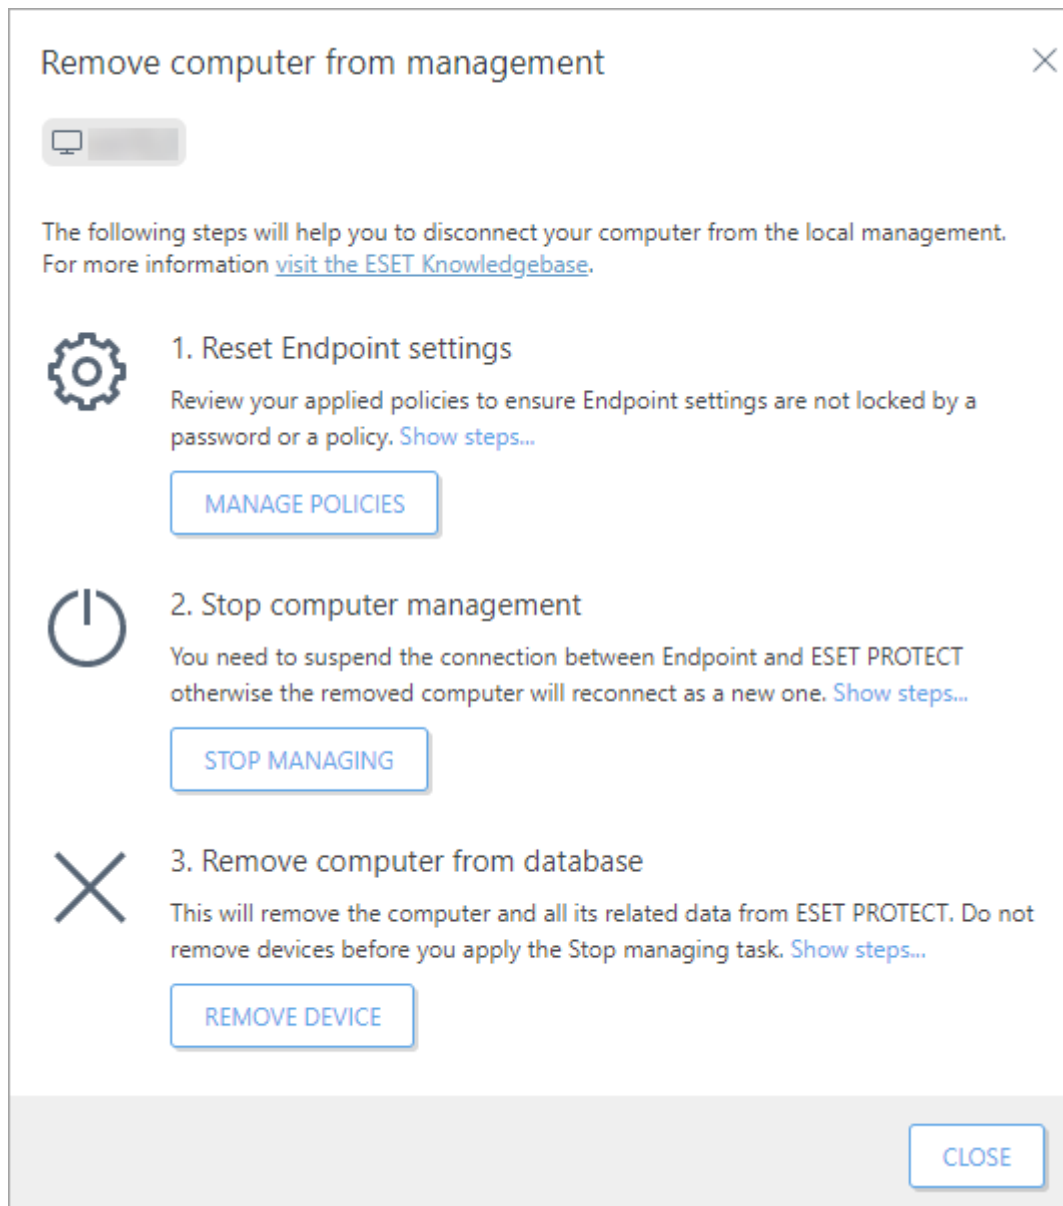 Remove computer from management
The following steps will help you to disconnect your computer from the local management.
For more information visit the ESET Knowledgebase.
1. Reset Endpoint settings
Review your applied policies to ensure Endpoint settings are not locked by a
password or a policy. Show steps...
MANAGE POLICIES
2. Stop computer management
You need to suspend the connection between Endpoint and ESET PROTECT
otherwise the removed computer will reconnect as a new one. Show steps...
STOP MANAGING
3. Remove computer from database
This will remove the computer and all its related data from ESET PROTECT. Do not
remove devices before you apply the Stop managing task. Show steps...
REMOVE DEVICE
CLOSE